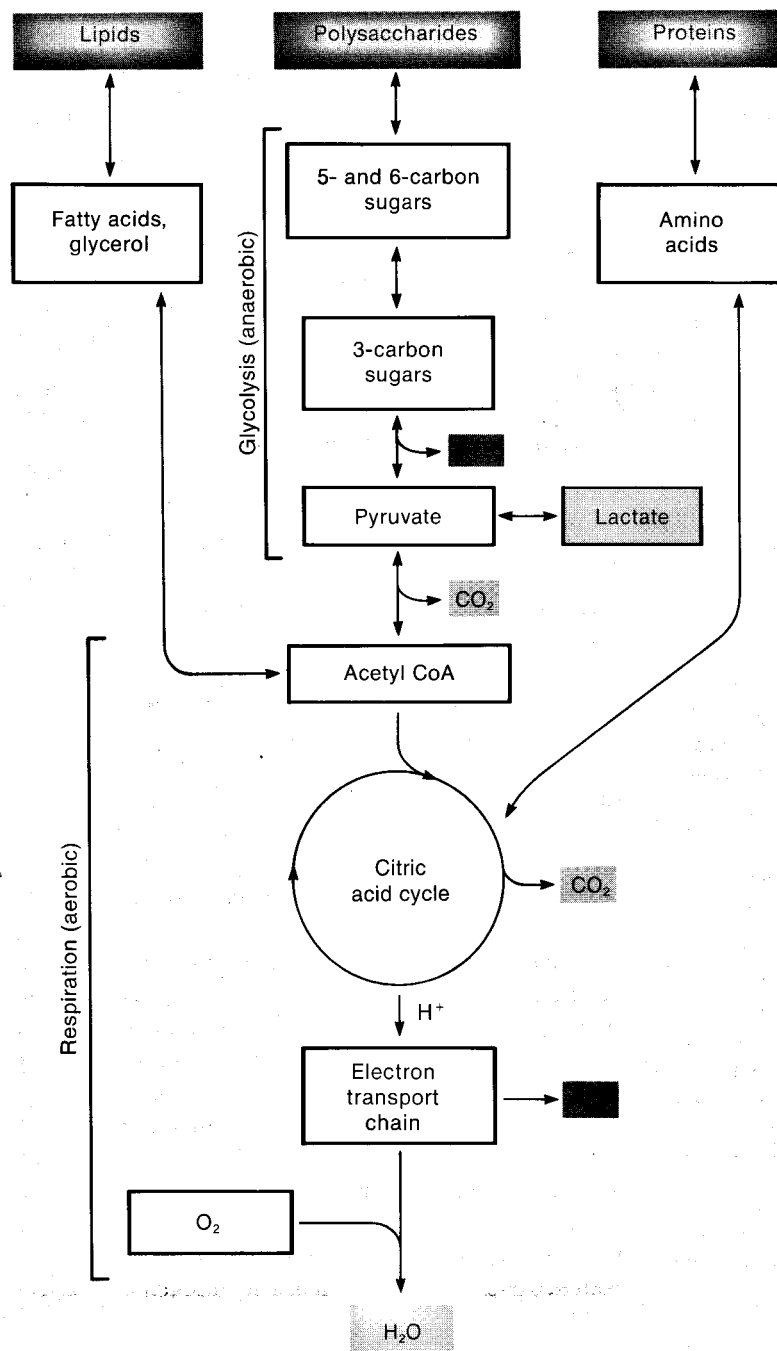 Lipids
Polysaccharides
Proteins
5- and 6-carbon
sugars
Fatty acids,
glycerol
Amino
acids
Glycolysis (anaerobic)
3-carbon
sugars
Pyruvate
Lactate
CO₂
Acetyl CoA
Respiration (aerobic)
Citric
acid cycle
CO₂
H⁺
Electron
transport
chain
O₂
H₂O